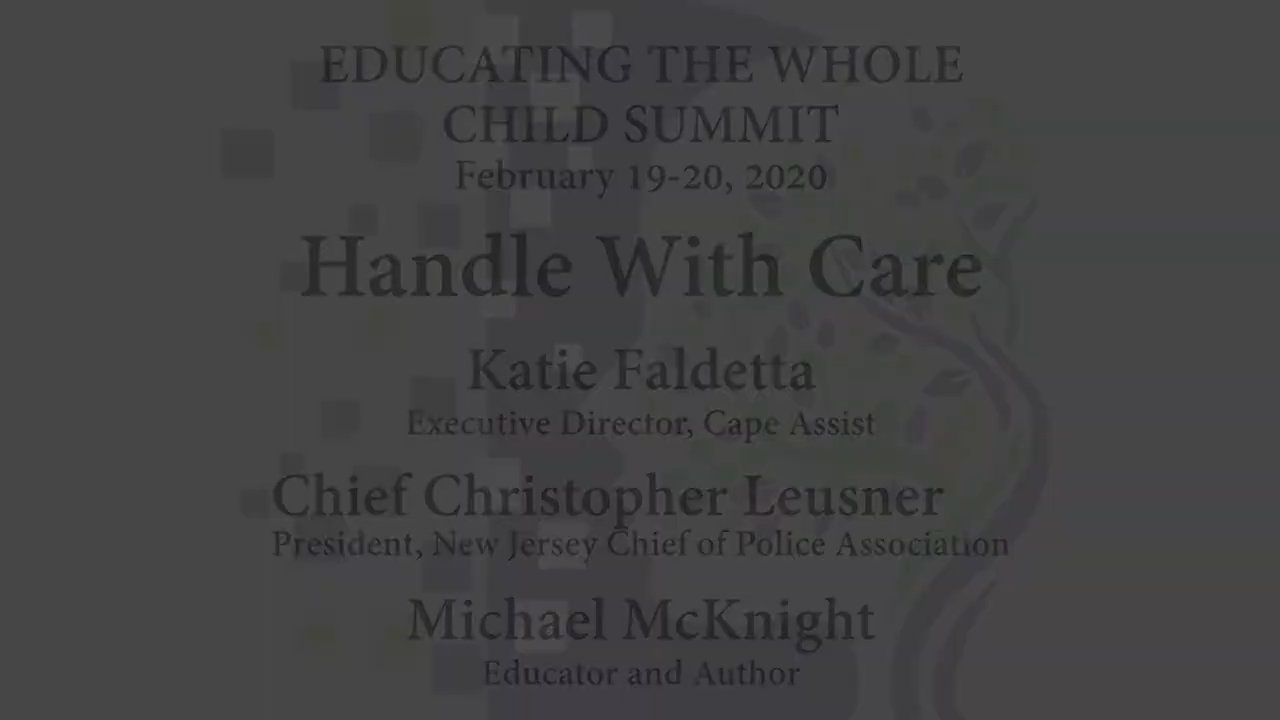 EDUCATING THE WHOLE
CHILD SUMMIT
February 19-20, 2020
Handle With Care
Katie Faldetta
Executive Director, Cape Assist
Chief Christopher Leusner
President, New Jersey Chief of Police Association
Michael McKnight
Educator and Author